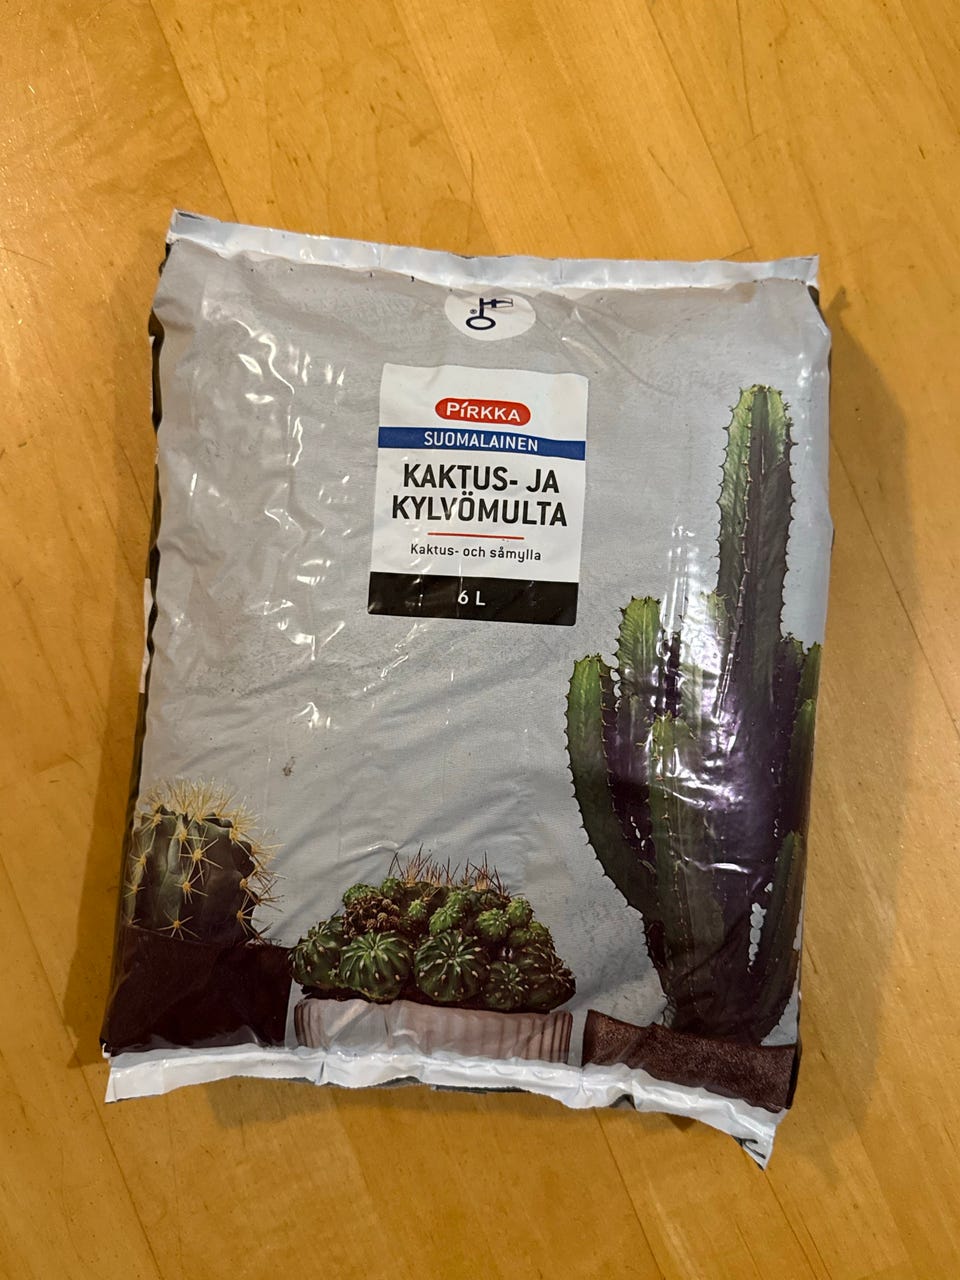 ®
PIRKKA
SUOMALAINEN
KAKTUS- JA
KYLVÖMULTA
Kaktus- och såmylla
6 L